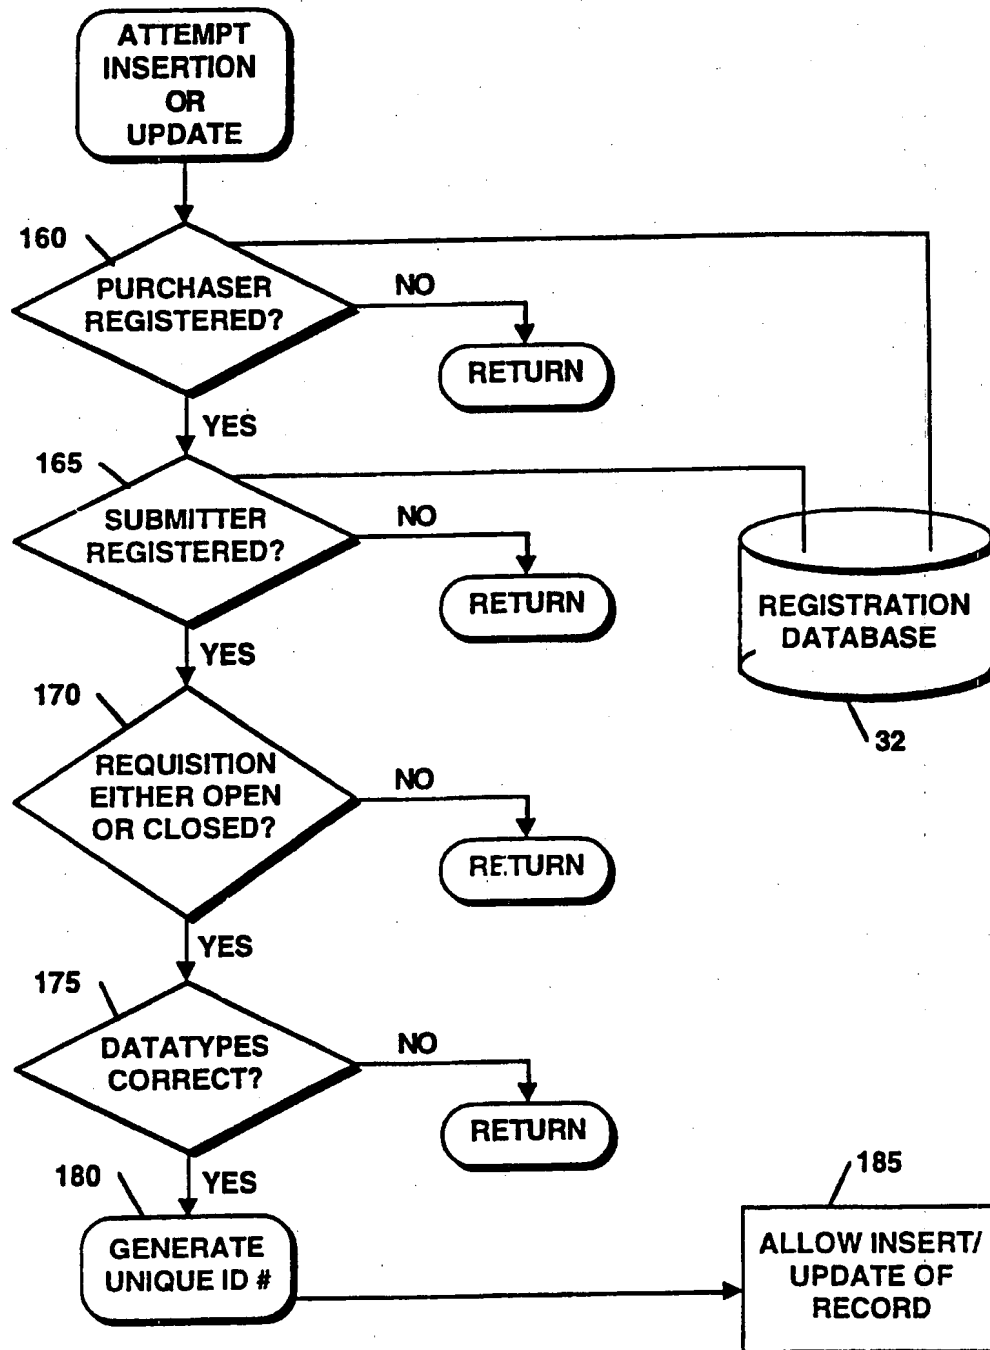 ATTEMPT
INSERTION
OR
UPDATE
160
PURCHASER
REGISTERED?
NO
RETURN
YES
165
SUBMITTER
REGISTERED?
NO
RETURN
REGISTRATION
DATABASE
32
YES
170
REQUISITION
EITHER OPEN
OR CLOSED?
NO
RETURN
YES
175
DATATYPES
CORRECT?
NO
RETURN
YES
180
GENERATE
UNIQUE ID #
185
ALLOW INSERT/
UPDATE OF
RECORD